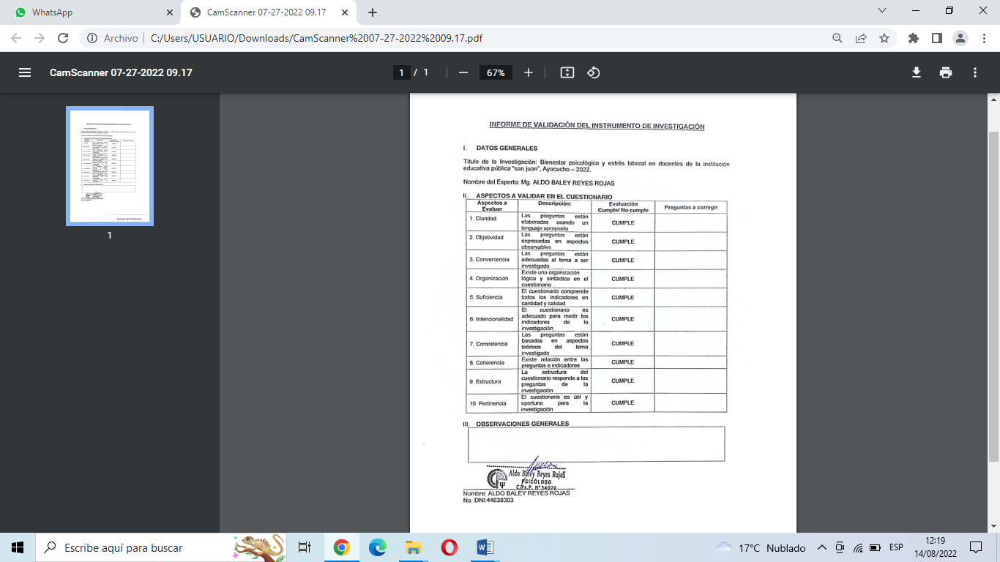 WhatsApp
CamScanner 07-27-2022 09.17
Archivo
C:/Users/USUARIO/Downloads/CamScanner%2007-27-2022%2009.17.pdf
CamScanner 07-27-2022 09.17
1 / 1
67%
1
INFORME DE VALIDACIÓN DEL INSTRUMENTO DE INVESTIGACIÓN
I. DATOS GENERALES
Título de la Investigación: Bienestar psicológico y estrés laboral en docentes de la institución
educativa pública "san juan", Ayacucho – 2022.
Nombre del Experto: Mg. ALDO BALEY REYES ROJAS
II. ASPECTOS A VALIDAR EN EL CUESTIONARIO
Aspectos a Evaluar
Descripción:
Evaluación Cumple/ No cumple
Preguntas a corregir
1. Claridad
Las preguntas están
elaboradas usando un
lenguaje apropiado
CUMPLE
2. Objetividad
Las preguntas están
expresadas en aspectos
observables
CUMPLE
3. Conveniencia
Las preguntas están
adecuadas al tema a ser
investigado
CUMPLE
4. Organización
Existe una organización
lógica y sintáctica en el
cuestionario
CUMPLE
5. Suficiencia
El cuestionario comprende
todos los indicadores en
cantidad y calidad
CUMPLE
6. Intencionalidad
El cuestionario es
adecuado para medir los
indicadores de la
investigación
CUMPLE
7. Consistencia
Las preguntas están
basadas en aspectos
teóricos del tema
investigado
CUMPLE
8. Coherencia
Existe relación entre las
preguntas e indicadores
CUMPLE
9. Estructura
La estructura del
cuestionario responde a las
preguntas de la
investigación
CUMPLE
10. Pertinencia
El cuestionario es útil y
oportuno para la
investigación
CUMPLE
III. OBSERVACIONES GENERALES
Aldo Baley Reyes Rojas
PSICÓLOGO
C.Ps.P. N°34079
Nombre: ALDO BALEY REYES ROJAS
No. DNI:44638303
Escribe aquí para buscar
17°C Nublado
ESP
12:19
14/08/2022